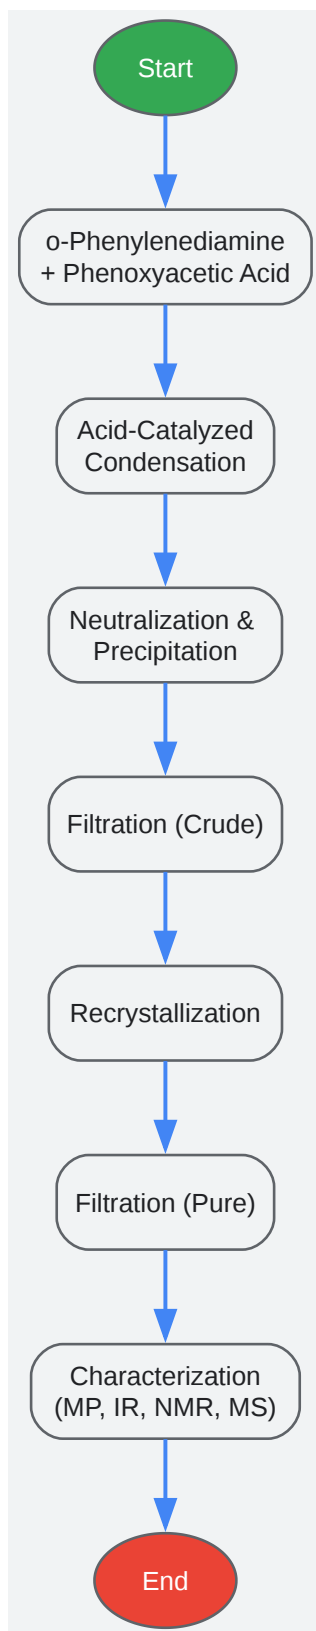 Start
o-Phenylenediamine
+ Phenoxyacetic Acid
Acid-Catalyzed
Condensation
Neutralization &
Precipitation
Filtration (Crude)
Recrystallization
Filtration (Pure)
Characterization
(MP, IR, NMR, MS)
End